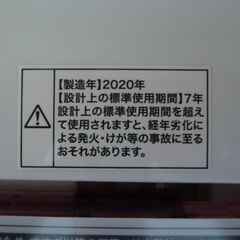 【製造年】2020年
【設計上の標準使用期間】7年
設計上の標準使用期間を超え
て使用されますと、経年劣化に
よる発火・けが等の事故に至る
おそれがあります。